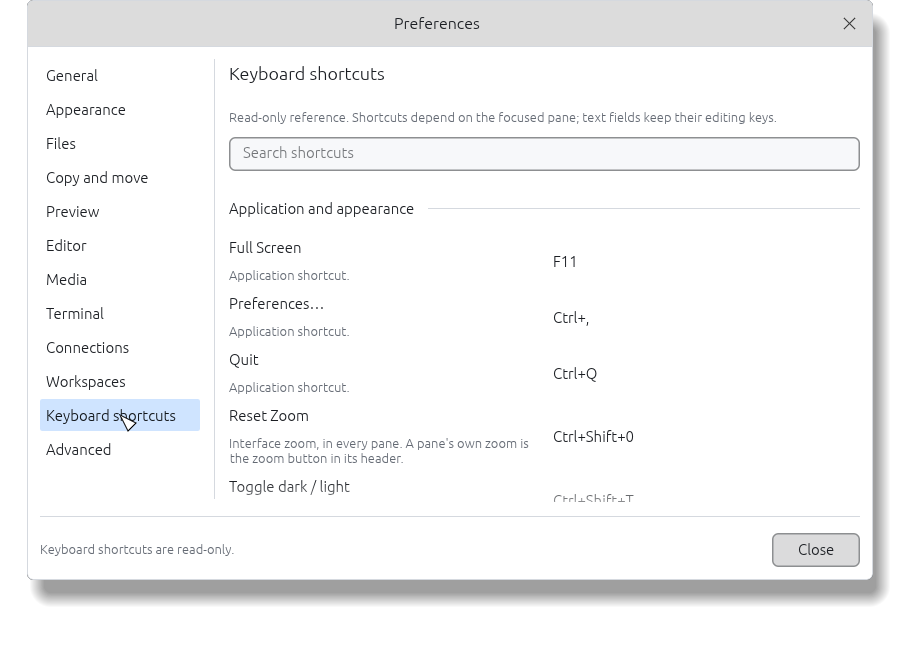 Preferences
General
Appearance
Files
Copy and move
Preview
Editor
Media
Terminal
Connections
Workspaces
Keyboard shortcuts
Advanced
Keyboard shortcuts
Read-only reference. Shortcuts depend on the focused pane; text fields keep their editing keys.
Search shortcuts
Application and appearance
Full Screen
Application shortcut.
F11
Preferences…
Application shortcut.
Ctrl+,
Quit
Application shortcut.
Ctrl+Q
Reset Zoom
Interface zoom, in every pane. A pane's own zoom is
the zoom button in its header.
Ctrl+Shift+0
Toggle dark / light
Ctrl+Shift+T
Keyboard shortcuts are read-only.
Close